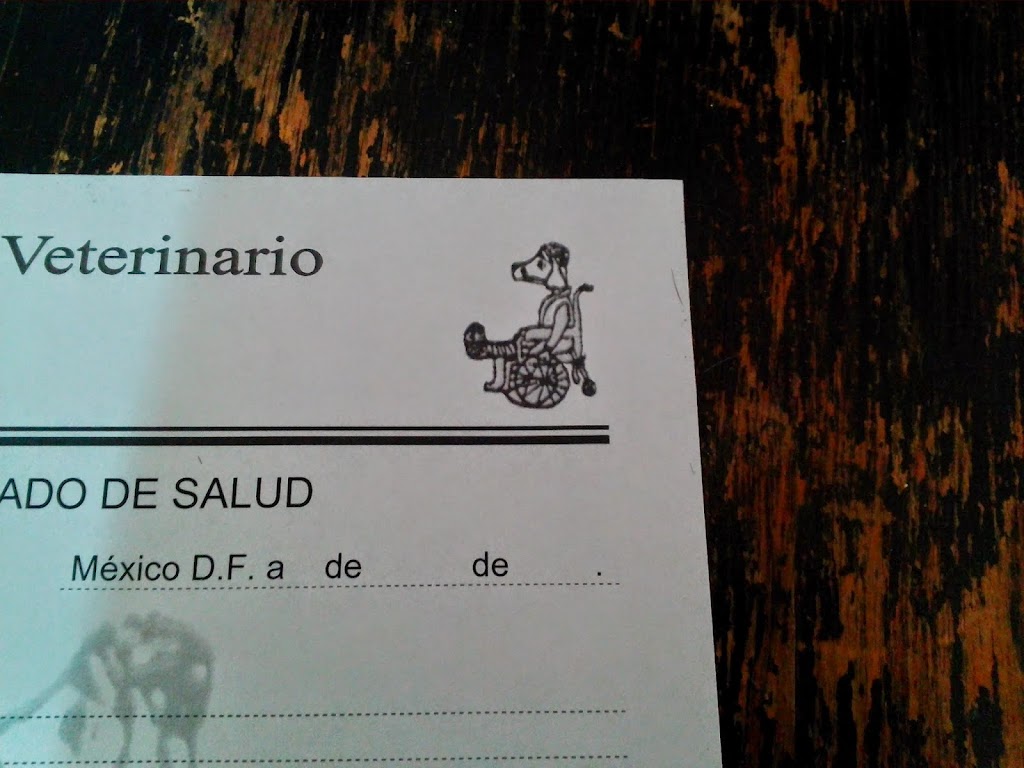 Veterinario
ADO DE SALUD
México D.F. a de de .